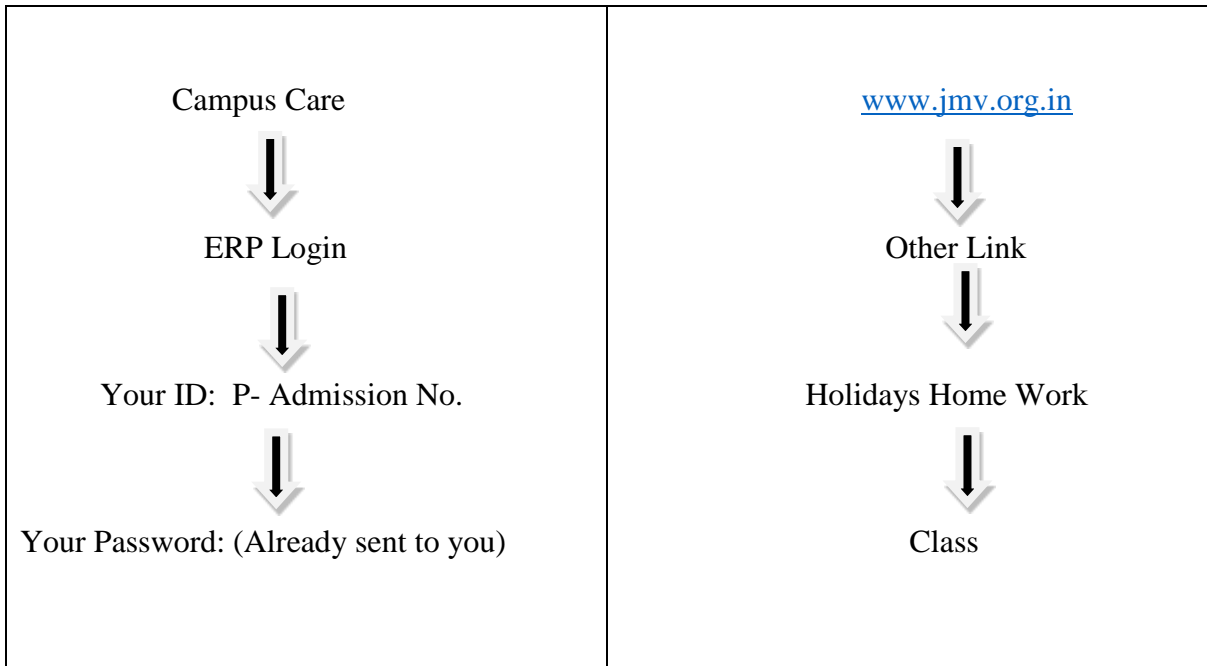 Campus Care
ERP Login
Your ID: P- Admission No.
Your Password: (Already sent to you)
www.jmv.org.in
Other Link
Holidays Home Work
Class